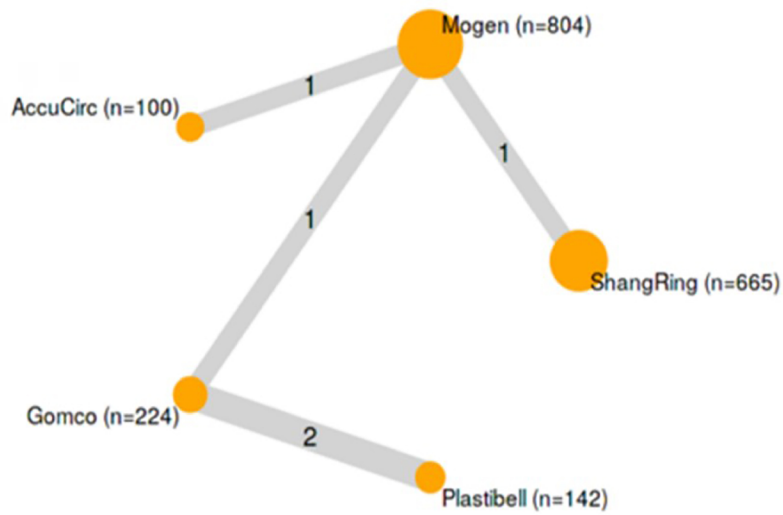 Mogen (n=804)
1
AccuCirc (n=100)
1
1
ShangRing (n=665)
Gomco (n=224)
2
Plastibell (n=142)